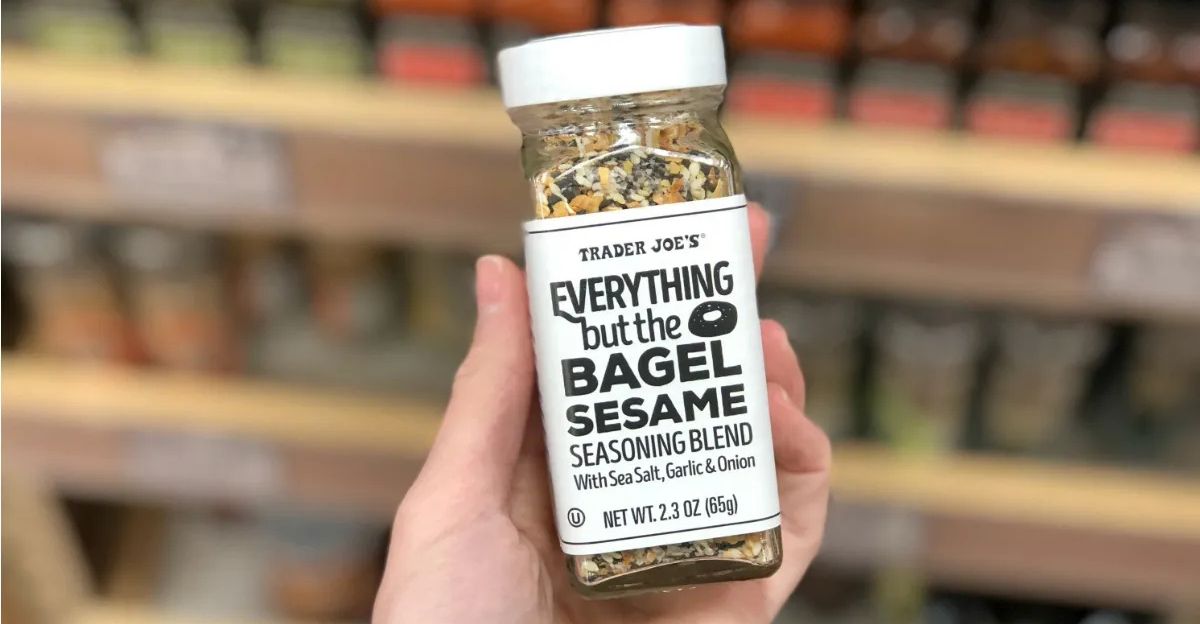 TRADER JOE'S®
EVERYTHING
but the
BAGEL
SESAME
SEASONING BLEND
With Sea Salt, Garlic & Onion
U NET WT. 2.3 OZ (65g)